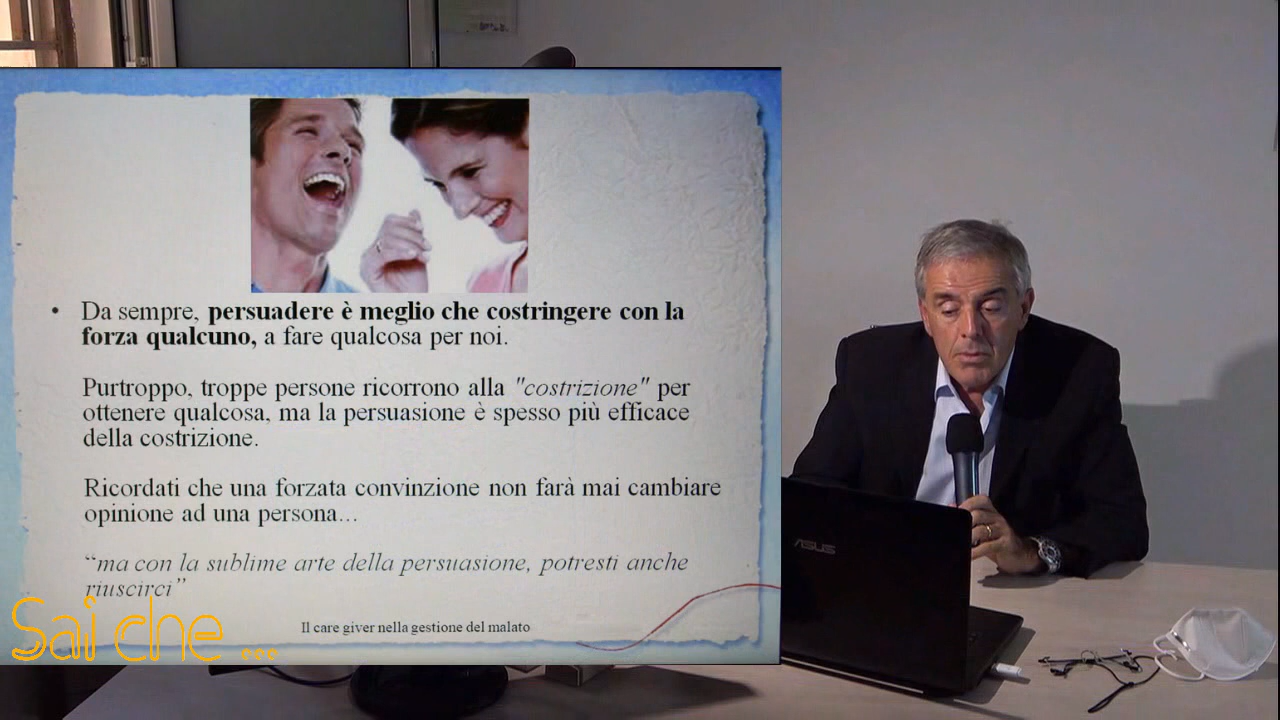 • Da sempre, persuadere è meglio che costringere con la
forza qualcuno, a fare qualcosa per noi.
Purtroppo, troppe persone ricorrono alla "costrizione" per
ottenere qualcosa, ma la persuasione è spesso più efficace
della costrizione.
Ricordati che una forzata convinzione non farà mai cambiare
opinione ad una persona...
“ma con la sublime arte della persuasione, potresti anche
riuscirci”
Il care giver nella gestione del malato
Sai che ...
ASUS